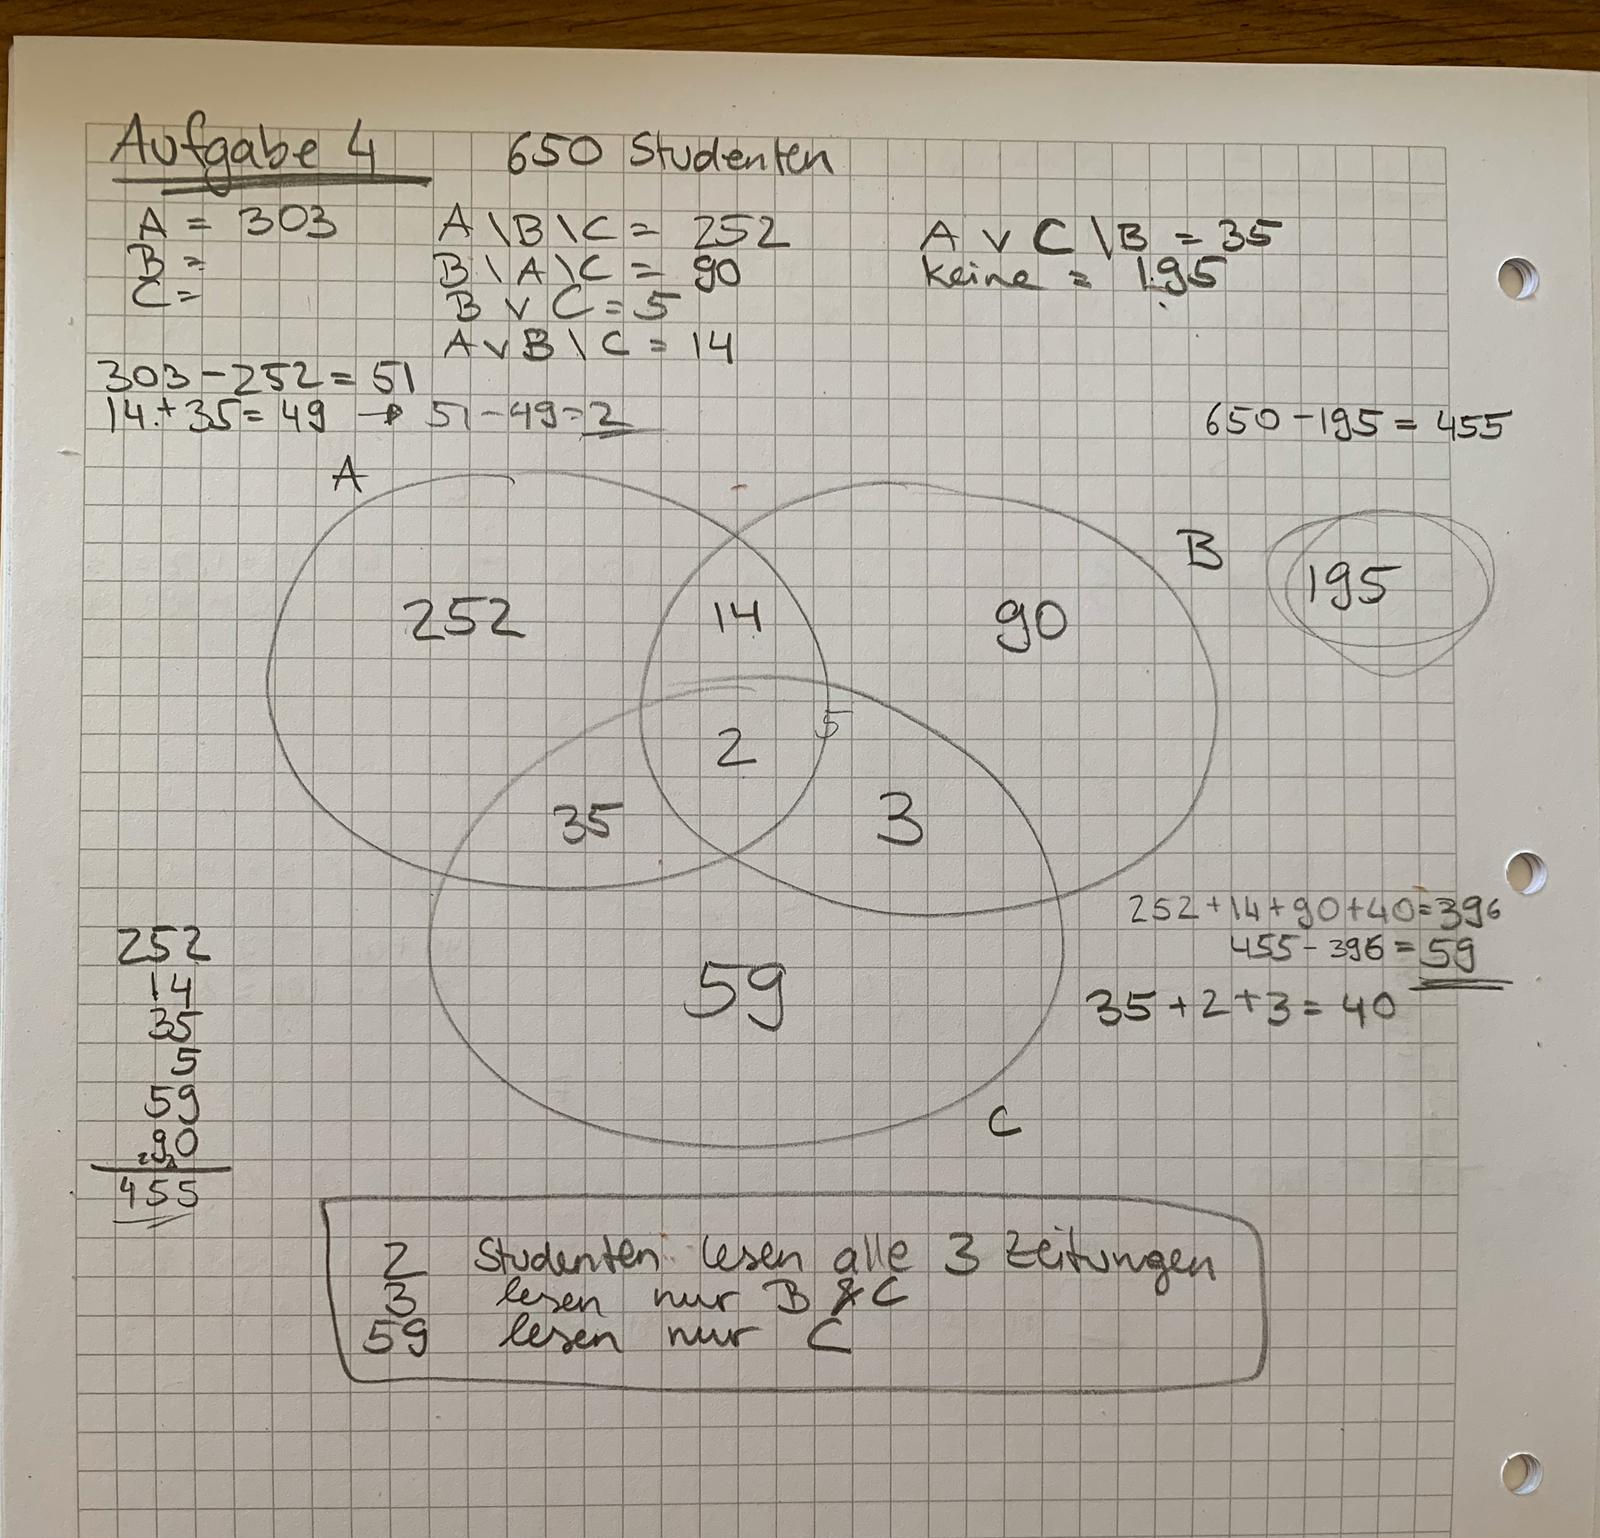 Aufgabe 4 650 Studenten
A = 303 A \ B \ C = 252 A v C \ B = 35
B = B \ A \ C = 90 keine = 195
C = B v C = 5
A v B \ C = 14
303 - 252 = 51
14 + 35 = 49 → 51 - 49 = 2 650 - 195 = 455
A
B
195
252 14 90
2 5
35 3
252 + 14 + 90 + 40 = 396
455 - 396 = 59
35 + 2 + 3 = 40
59
C
252
14
35
5
59
90
455
2 Studenten lesen alle 3 Zeitungen
3 lesen nur B & C
59 lesen nur C